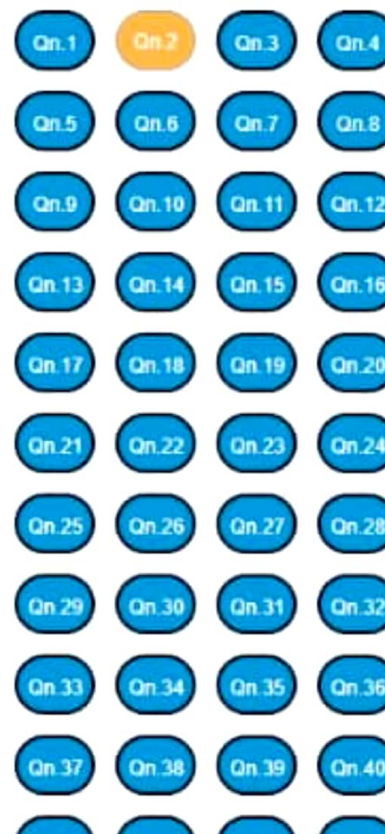 Qn.1 Qn.2 Qn.3 Qn.4
Qn.5 Qn.6 Qn.7 Qn.8
Qn.9 Qn.10 Qn.11 Qn.12
Qn.13 Qn.14 Qn.15 Qn.16
Qn.17 Qn.18 Qn.19 Qn.20
Qn.21 Qn.22 Qn.23 Qn.24
Qn.25 Qn.26 Qn.27 Qn.28
Qn.29 Qn.30 Qn.31 Qn.32
Qn.33 Qn.34 Qn.35 Qn.36
Qn.37 Qn.38 Qn.39 Qn.40